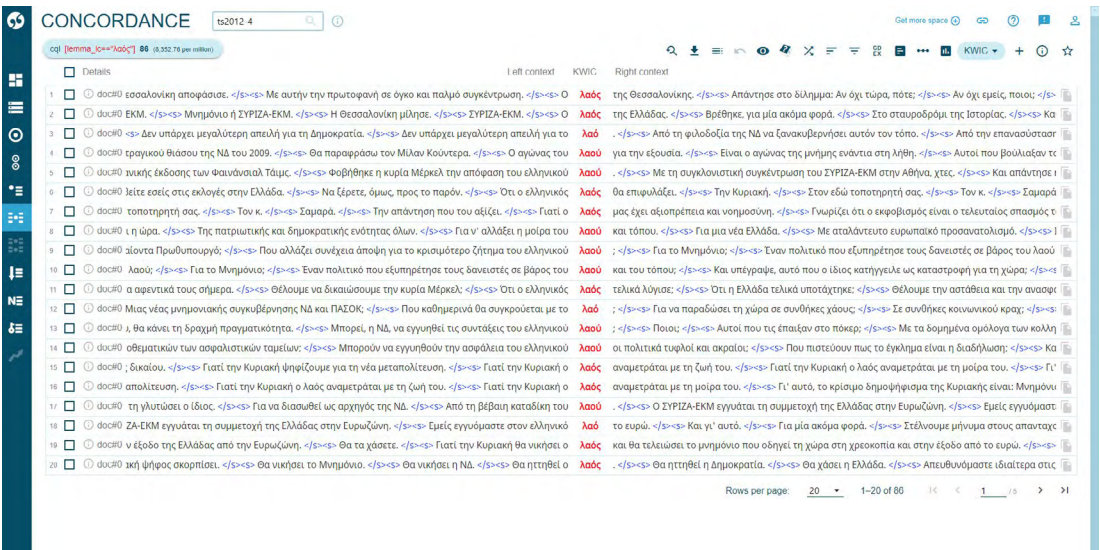 CONCORDANCE ts2012-4 Get more space
cql [lemma_lc=="λαός"] 86 (8,352.76 per million) KWIC
Details Left context KWIC Right context
1 doc#0 εσσαλονίκη αποφάσισε. </s><s> Με αυτήν την πρωτοφανή σε όγκο και παλμό συγκέντρωση. </s><s> Ο λαός της Θεσσαλονίκης. </s><s> Απάντησε στο δίλημμα: Αν όχι τώρα, πότε; </s><s> Αν όχι εμείς, ποιοι; </s>
2 doc#0 ΕΚΜ. </s><s> Μνημόνιο ή ΣΥΡΙΖΑ-ΕΚΜ. </s><s> Η Θεσσαλονίκη μίλησε. </s><s> ΣΥΡΙΖΑ-ΕΚΜ. </s><s> Ο λαός της Ελλάδας. </s><s> Βρέθηκε, για μία ακόμα φορά. </s><s> Στο σταυροδρόμι της Ιστορίας. </s><s> Κα
3 doc#0 <s> Δεν υπάρχει μεγαλύτερη απειλή για τη Δημοκρατία. </s><s> Δεν υπάρχει μεγαλύτερη απειλή για το λαό . </s><s> Από τη φιλοδοξία της ΝΔ να ξανακυβερνήσει αυτόν τον τόπο. </s><s> Από την επανασύστασr
4 doc#0 τραγικού θιάσου της ΝΔ του 2009. </s><s> Θα παραφράσω τον Μίλαν Κούντερα. </s><s> Ο αγώνας του λαού για την εξουσία. </s><s> Είναι ο αγώνας της μνήμης ενάντια στη λήθη. </s><s> Αυτοί που βούλιαξαν τα
5 doc#0 ινικής έκδοσης των Φαινάνσιαλ Τάιμς. </s><s> Φοβήθηκε η κυρία Μέρκελ την απόφαση του ελληνικού λαού . </s><s> Με τη συγκλονιστική συγκέντρωση του ΣΥΡΙΖΑ-ΕΚΜ στην Αθήνα, χτες. </s><s> Και απάντησε ι
6 doc#0 λείτε εσείς στις εκλογές στην Ελλάδα. </s><s> Να ξέρετε, όμως, προς το παρόν. </s><s> Ότι ο ελληνικός λαός θα επιφυλάξει. </s><s> Την Κυριακή. </s><s> Στον εδώ τοποτηρητή σας. </s><s> Τον κ. </s><s> Σαμαρά
7 doc#0 τοποτηρητή σας. </s><s> Τον κ. </s><s> Σαμαρά. </s><s> Την απάντηση που του αξίζει. </s><s> Γιατί ο λαός μας έχει αξιοπρέπεια και νοημοσύνη. </s><s> Γνωρίζει ότι ο εκφοβισμός είναι ο τελευταίος σπασμός τ
8 doc#0 ι η ώρα. </s><s> Της πατριωτικής και δημοκρατικής ενότητας όλων. </s><s> Για ν' αλλάξει η μοίρα του λαού και τόπου. </s><s> Για μια νέα Ελλάδα. </s><s> Με αταλάντευτο ευρωπαϊκό προσανατολισμό. </s><s>
9 doc#0 αίοντα Πρωθυπουργό; </s><s> Που αλλάζει συνέχεια άποψη για το κρισιμότερο ζήτημα του ελληνικού λαού ; </s><s> Για το Μνημόνιο; </s><s> Έναν πολιτικό που εξυπηρέτησε τους δανειστές σε βάρος του λαού
10 doc#0 λαού; </s><s> Για το Μνημόνιο; </s><s> Έναν πολιτικό που εξυπηρέτησε τους δανειστές σε βάρος του λαού και του τόπου; </s><s> Και υπέγραψε, αυτό που ο ίδιος κατήγγειλε ως καταστροφή για τη χώρα; </s><s
11 doc#0 α αφεντικά τους σήμερα. </s><s> Θέλουμε να δικαιώσουμε την κυρία Μέρκελ; </s><s> Ότι ο ελληνικός λαός τελικά λύγισε; </s><s> Ότι η Ελλάδα τελικά υποτάχθηκε; </s><s> Θέλουμε την αστάθεια και την ανασφα
12 doc#0 Μιας νέας μνημονιακής συγκυβέρνησης ΝΔ και ΠΑΣΟΚ; </s><s> Που καθημερινά θα συγκρούεται με το λαό ; </s><s> Για να παραδώσει τη χώρα σε συνθήκες χάους; </s><s> Σε συνθήκες κοινωνικού κραχ; </s><s>
13 doc#0 ν, θα κάνει τη δραχμή πραγματικότητα. </s><s> Μπορεί, η ΝΔ, να εγγυηθεί τις συντάξεις του ελληνικού λαού ; </s><s> Ποιοι; </s><s> Αυτοί που τις έπαιξαν στο πόκερ; </s><s> Με τα δομημένα ομόλογα των κολλη
14 doc#0 οθεματικών των ασφαλιστικών ταμείων; </s><s> Μπορούν να εγγυηθούν την ασφάλεια του ελληνικού λαού οι πολιτικά τυφλοί και ακραίοι; </s><s> Που πιστεύουν πως το έγκλημα είναι η διαδήλωση; </s><s> Κα
15 doc#0 ; δικαίου. </s><s> Γιατί την Κυριακή ψηφίζουμε για τη νέα μεταπολίτευση. </s><s> Γιατί την Κυριακή ο λαός αναμετράται με τη ζωή του. </s><s> Γιατί την Κυριακή ο λαός αναμετράται με τη μοίρα του. </s><s> Γι'
16 doc#0 απολίτευση. </s><s> Γιατί την Κυριακή ο λαός αναμετράται με τη ζωή του. </s><s> Γιατί την Κυριακή ο λαός αναμετράται με τη μοίρα του. </s><s> Γι' αυτό, το κρίσιμο δημοψήφισμα της Κυριακής είναι: Μνημόνι
17 doc#0 τη γλυτώσει ο ίδιος. </s><s> Για να διασωθεί ως αρχηγός της ΝΔ. </s><s> Από τη βέβαιη καταδίκη του λαού . </s><s> Ο ΣΥΡΙΖΑ-ΕΚΜ εγγυάται τη συμμετοχή της Ελλάδας στην Ευρωζώνη. </s><s> Εμείς εγγυόμαστ
18 doc#0 ΖΑ-ΕΚΜ εγγυάται τη συμμετοχή της Ελλάδας στην Ευρωζώνη. </s><s> Εμείς εγγυόμαστε στον ελληνικό λαό το ευρώ. </s><s> Και γι' αυτό. </s><s> Για μία ακόμα φορά. </s><s> Στέλνουμε μήνυμα στους απανταχο
19 doc#0 ν έξοδο της Ελλάδας από την Ευρωζώνη. </s><s> Θα τα χάσετε. </s><s> Γιατί την Κυριακή θα νικήσει ο λαός και θα τελειώσει το μνημόνιο που οδηγεί τη χώρα στη χρεοκοπία και στην έξοδο από το ευρώ. </s><s>
20 doc#0 ική ψήφος σκορπίσει. </s><s> Θα νικήσει το Μνημόνιο. </s><s> Θα νικήσει η ΝΔ. </s><s> Θα ηττηθεί ο λαός . </s><s> Θα ηττηθεί η Δημοκρατία. </s><s> Θα χάσει η Ελλάδα. </s><s> Απευθυνόμαστε ιδιαίτερα στις
Rows per page: 20 1–20 of 86 1 / 5